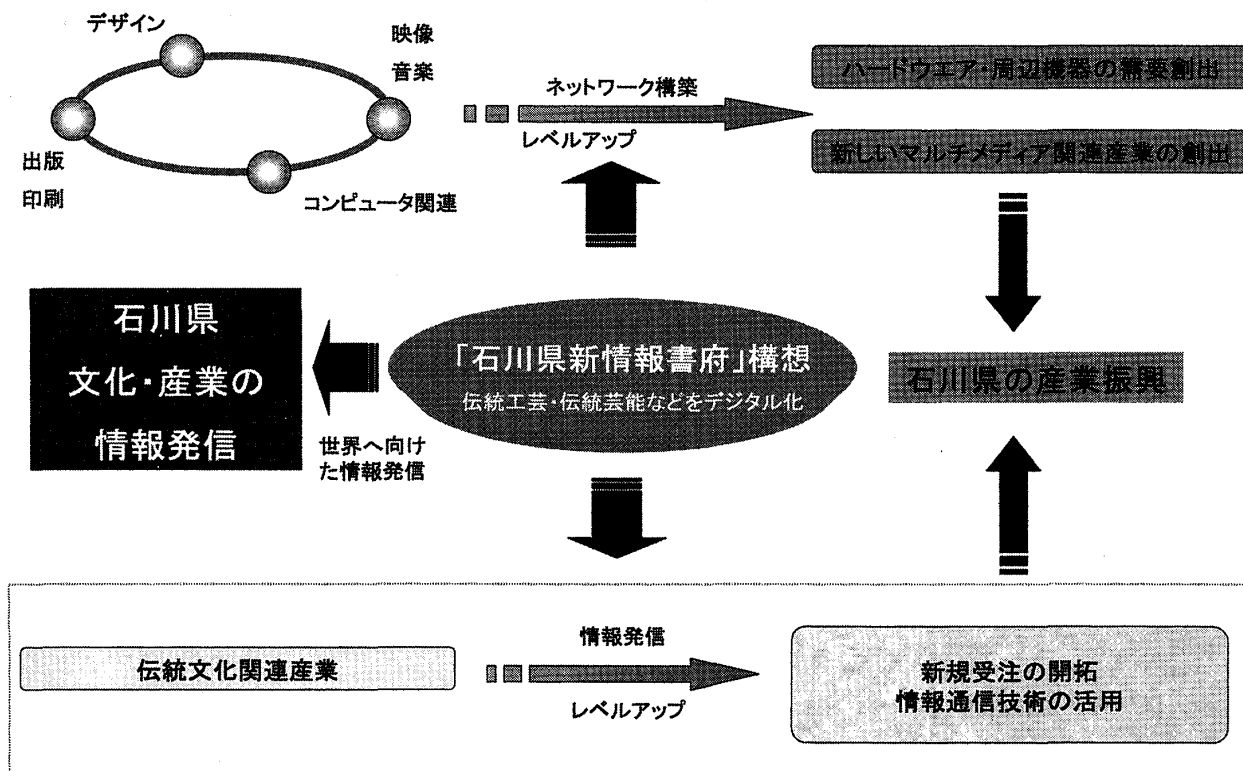 デザイン
映像
音楽
出版
印刷
コンピュータ関連
ネットワーク構築
レベルアップ
ハードウエア・周辺機器の需要創出
新しいマルチメディア関連産業の創出
石川県
文化・産業の
情報発信
世界へ向け
た情報発信
「石川県新情報書府」構想
伝統工芸・伝統芸能などをデジタル化
石川県の産業振興
伝統文化関連産業
情報発信
レベルアップ
新規受注の開拓
情報通信技術の活用